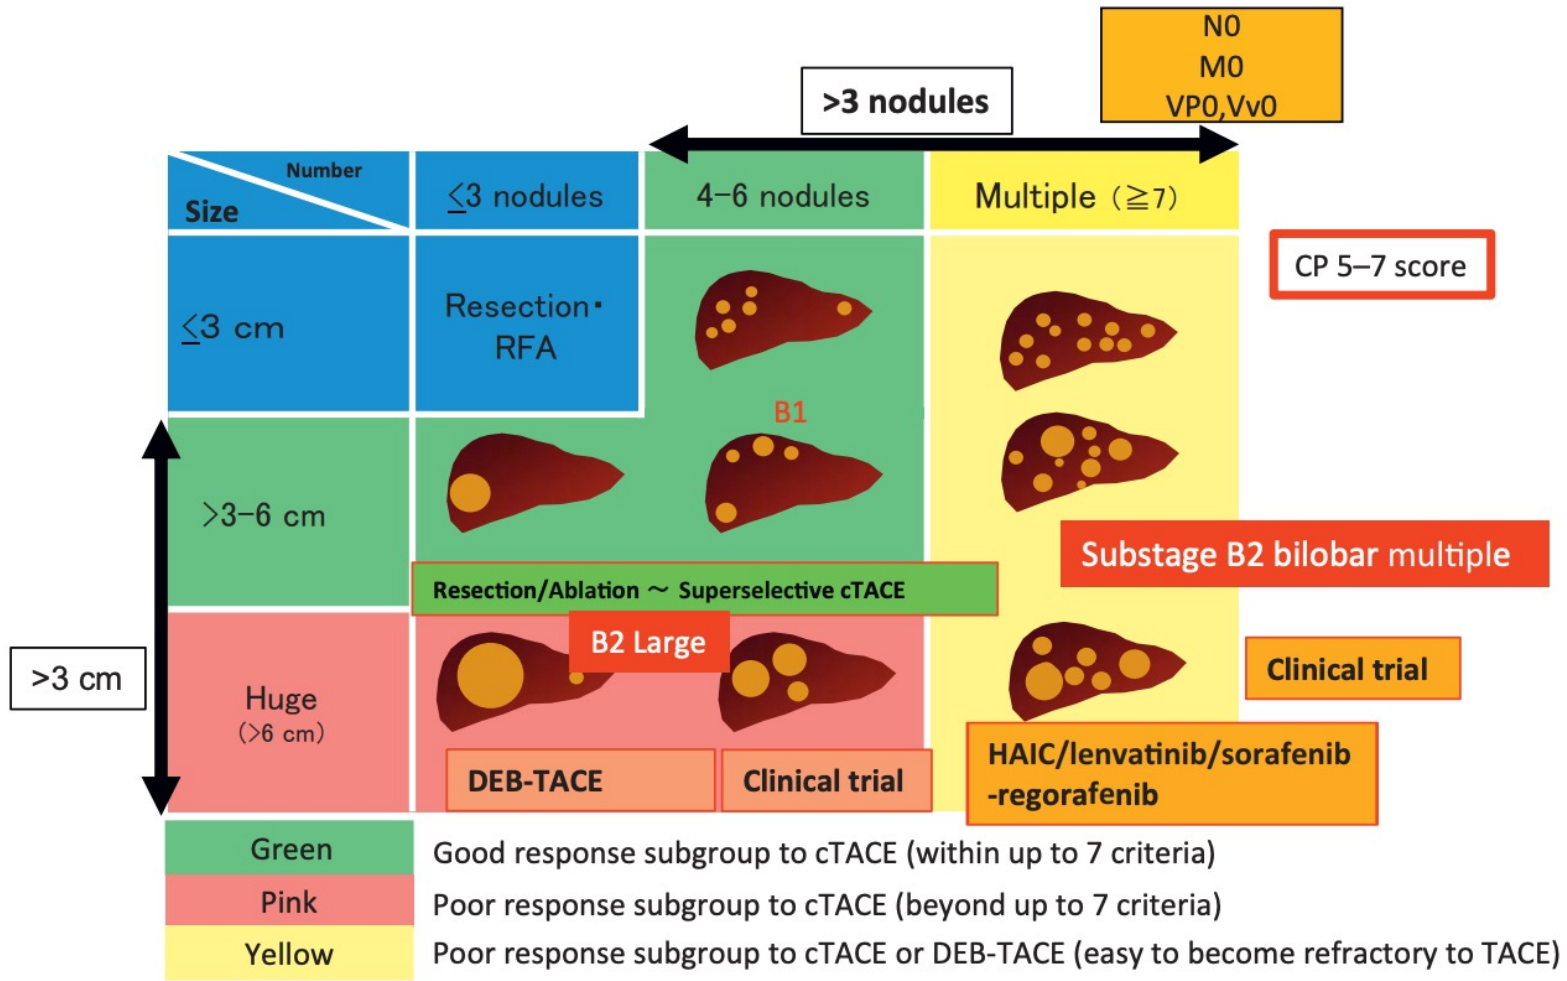 N0
M0
VP0,Vv0
>3 nodules
Number
Size
≤3 nodules
4–6 nodules
Multiple (≧7)
≤3 cm
Resection・
RFA
CP 5–7 score
B1
>3–6 cm
Resection/Ablation ～ Superselective cTACE
Substage B2 bilobar multiple
B2 Large
>3 cm
Huge
(>6 cm)
Clinical trial
DEB-TACE
Clinical trial
HAIC/lenvatinib/sorafenib
-regorafenib
Green
Good response subgroup to cTACE (within up to 7 criteria)
Pink
Poor response subgroup to cTACE (beyond up to 7 criteria)
Yellow
Poor response subgroup to cTACE or DEB-TACE (easy to become refractory to TACE)